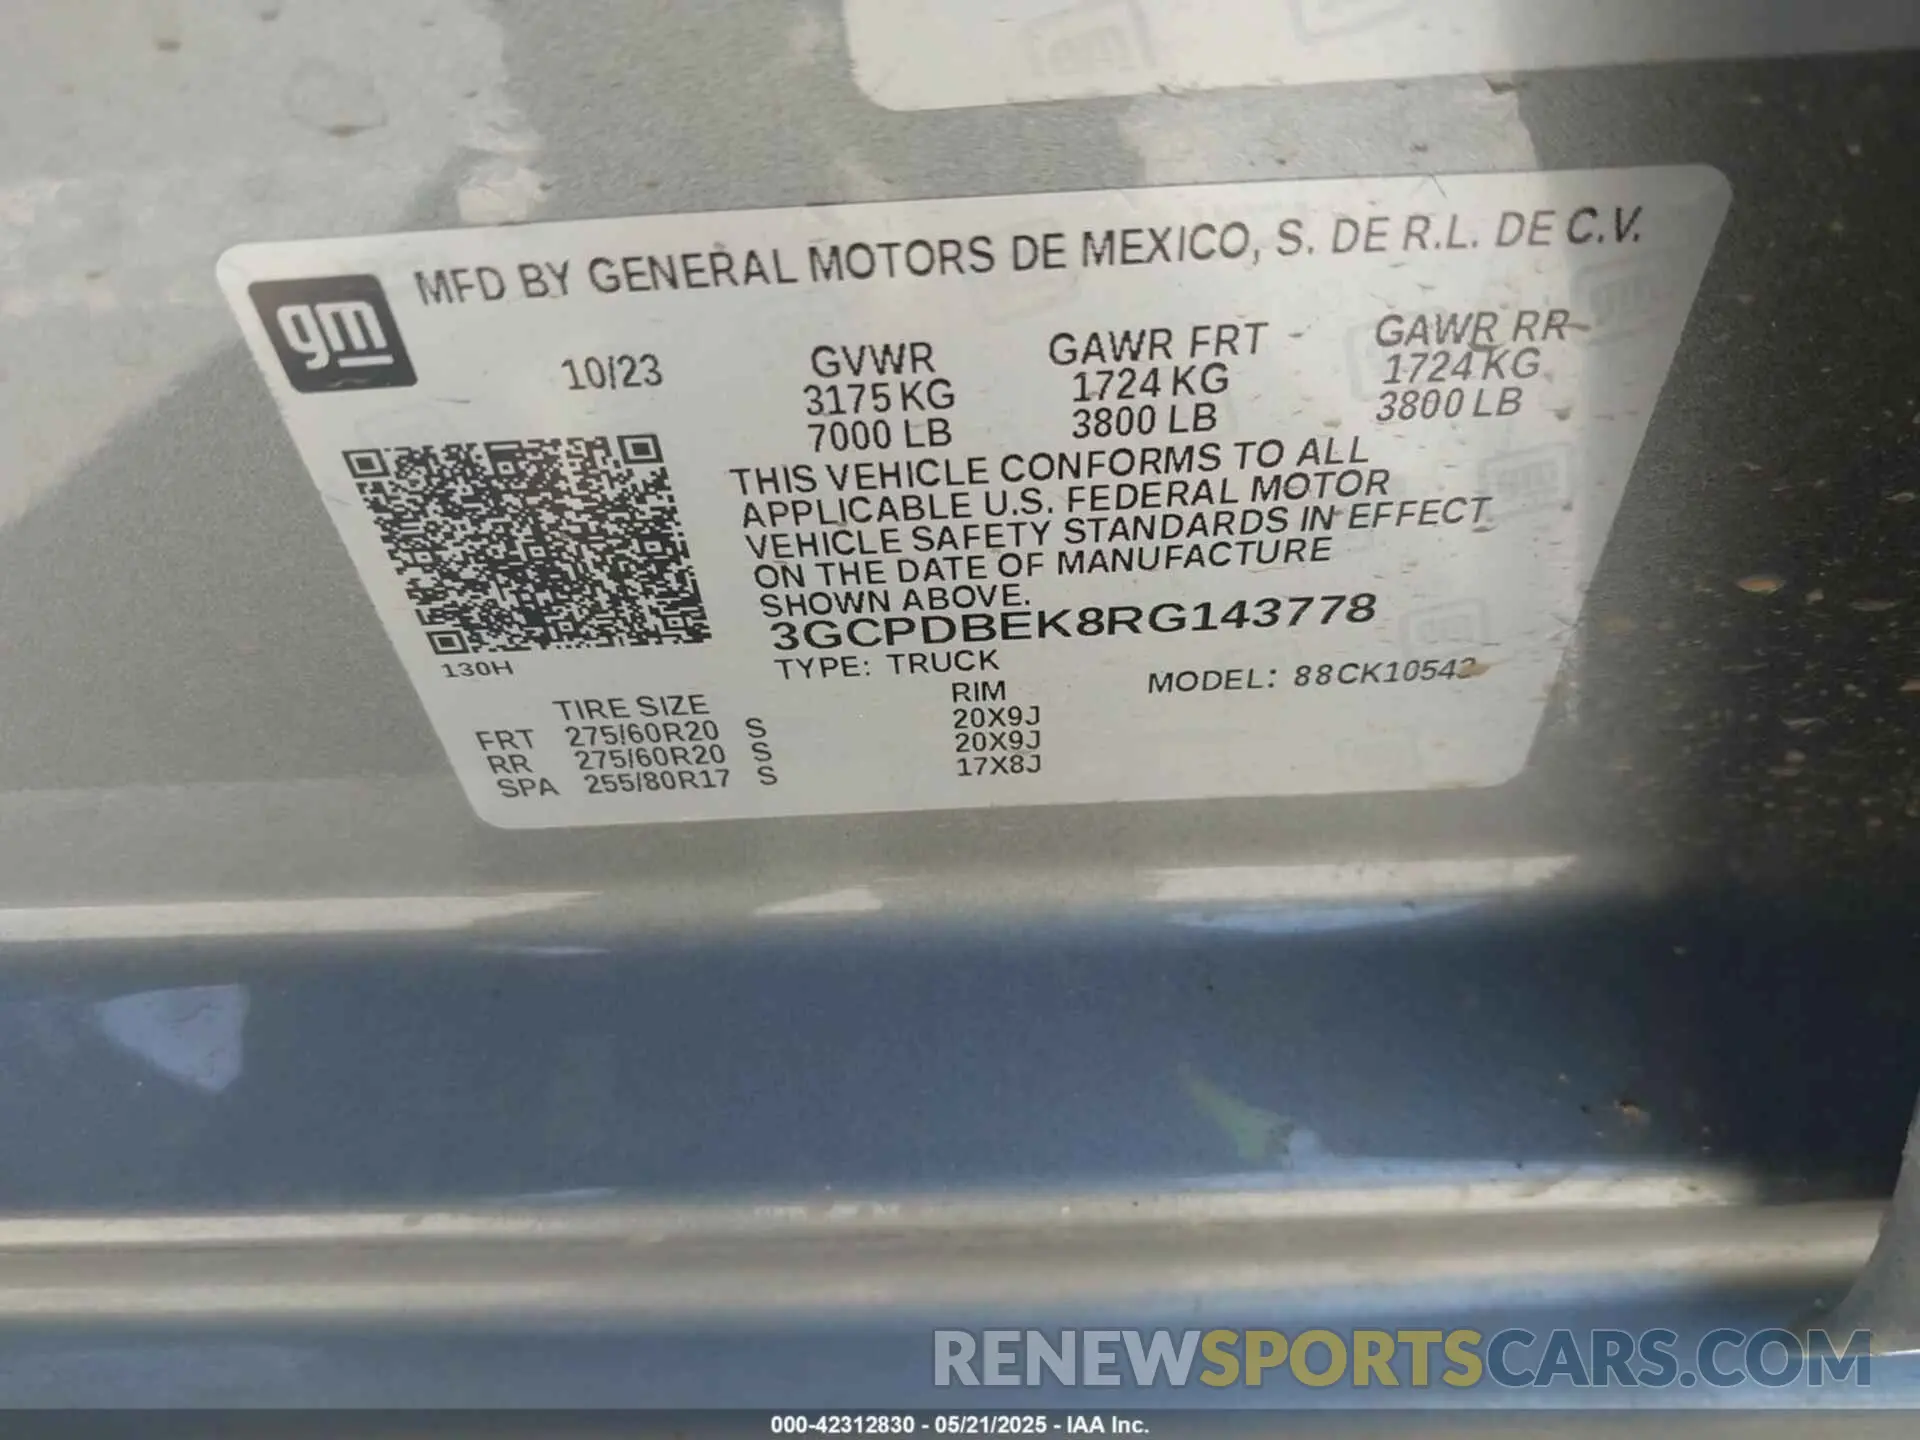 gm
MFD BY GENERAL MOTORS DE MEXICO, S. DE R.L. DE C.V.
10/23 GVWR GAWR FRT GAWR RR
3175 KG 1724 KG 1724 KG
7000 LB 3800 LB 3800 LB
THIS VEHICLE CONFORMS TO ALL
APPLICABLE U.S. FEDERAL MOTOR
VEHICLE SAFETY STANDARDS IN EFFECT
ON THE DATE OF MANUFACTURE
SHOWN ABOVE.
3GCPDBEK8RG143778
130H
TYPE: TRUCK MODEL: 88CK10543
TIRE SIZE RIM
FRT 275/60R20 S 20X9J
RR 275/60R20 S 20X9J
SPA 255/80R17 S 17X8J
RENEWSPORTSCARS.COM
000-42312830 - 05/21/2025 - IAA Inc.